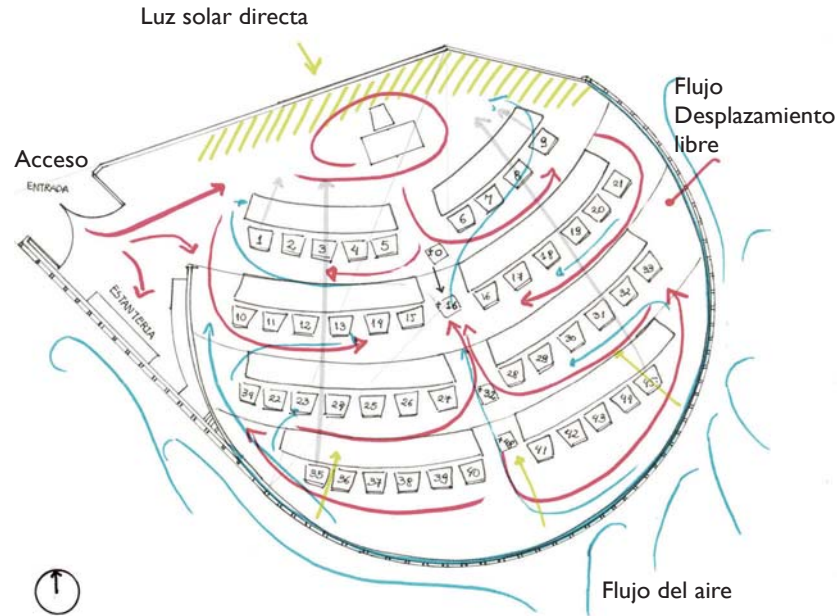 Luz solar directa
Flujo
Desplazamiento
libre
Acceso
ENTRADA
ESTANTERIA
1 2 3 4 5
6 7 8 9
10 11 12 13 14 15
16 17 18 19 20 21
34 22 23 24 25 26 27
28 29 30 31 32 33
35 36 37 38 39 40
41 42 43 44 45
Flujo del aire